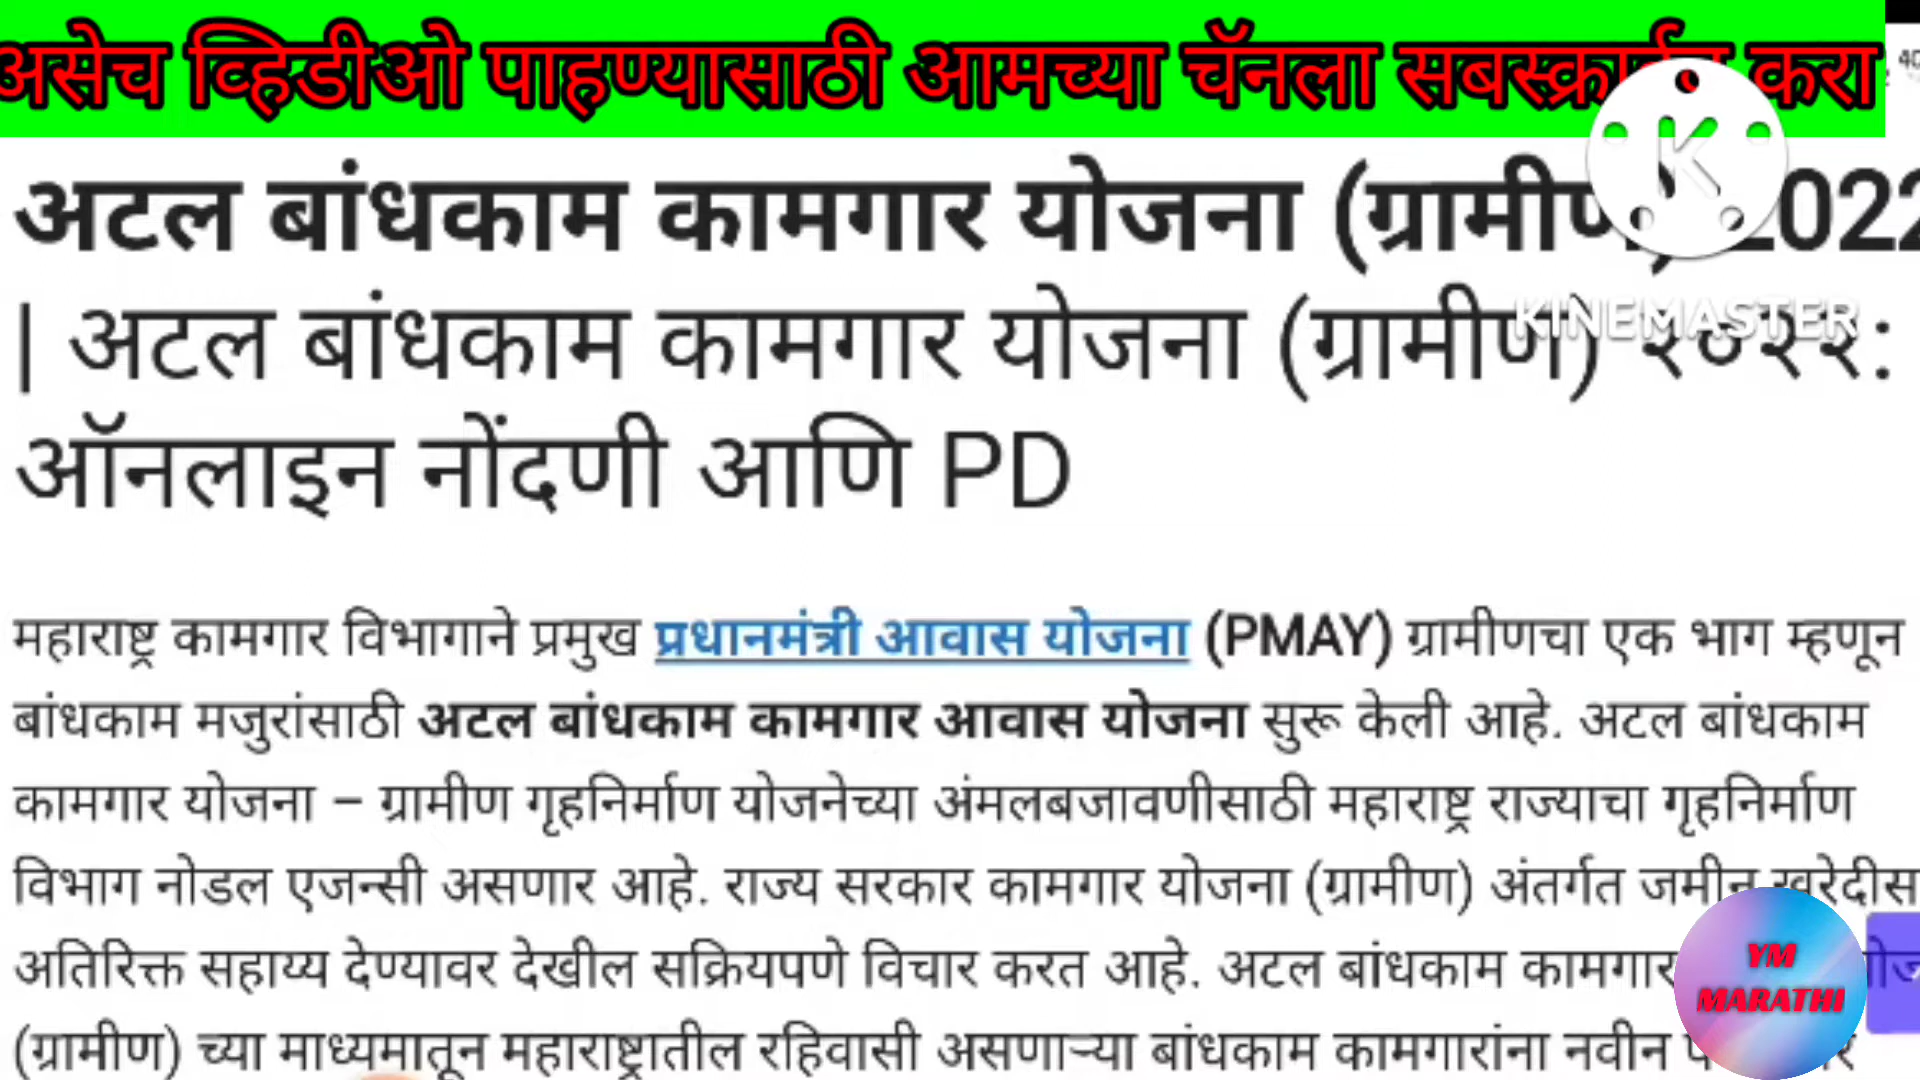 असेच व्हिडीओ पाहण्यासाठी आमच्या चॅनला करा
40
अटल बांधकाम कामगार योजना (ग्रामीण) 2022
| अटल बांधकाम कामगार योजना (ग्रामीण) २०२२:
KINEMASTER
ऑनलाइन नोंदणी आणि PD
महाराष्ट्र कामगार विभागाने प्रमुख प्रधानमंत्री आवास योजना (PMAY) ग्रामीणचा एक भाग म्हणून
बांधकाम मजुरांसाठी अटल बांधकाम कामगार आवास योजना सुरू केली आहे. अटल बांधकाम
कामगार योजना – ग्रामीण गृहनिर्माण योजनेच्या अंमलबजावणीसाठी महाराष्ट्र राज्याचा गृहनिर्माण
विभाग नोडल एजन्सी असणार आहे. राज्य सरकार कामगार योजना (ग्रामीण) अंतर्गत जमीन खरेदीस
अतिरिक्त सहाय्य देण्यावर देखील सक्रियपणे विचार करत आहे. अटल बांधकाम कामगार
(ग्रामीण) च्या माध्यमातून महाराष्ट्रातील रहिवासी असणाऱ्या बांधकाम कामगारांना नवीन
YM
MARATHI